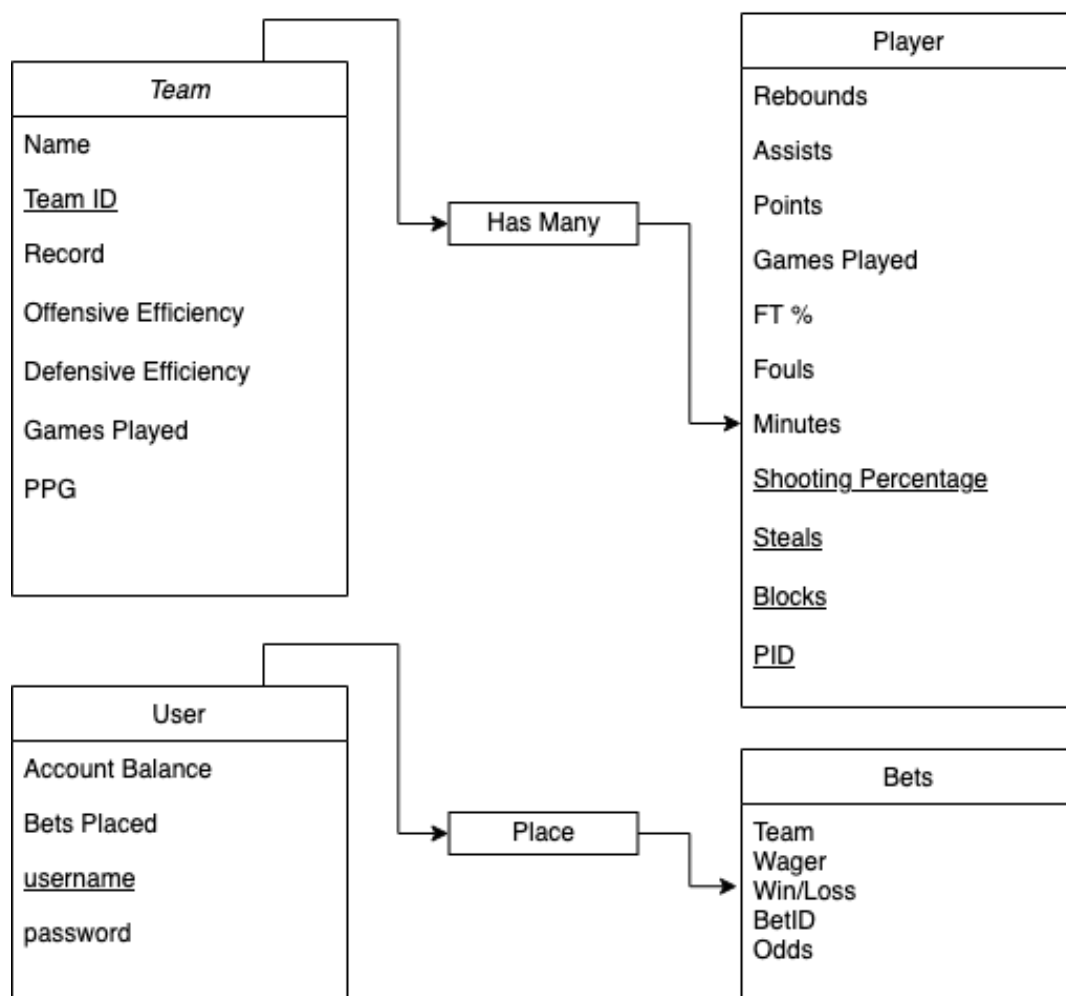 Team
Name
Team ID
Record
Offensive Efficiency
Defensive Efficiency
Games Played
PPG
Has Many
Player
Rebounds
Assists
Points
Games Played
FT %
Fouls
Minutes
Shooting Percentage
Steals
Blocks
PID
User
Account Balance
Bets Placed
username
password
Place
Bets
Team
Wager
Win/Loss
BetID
Odds